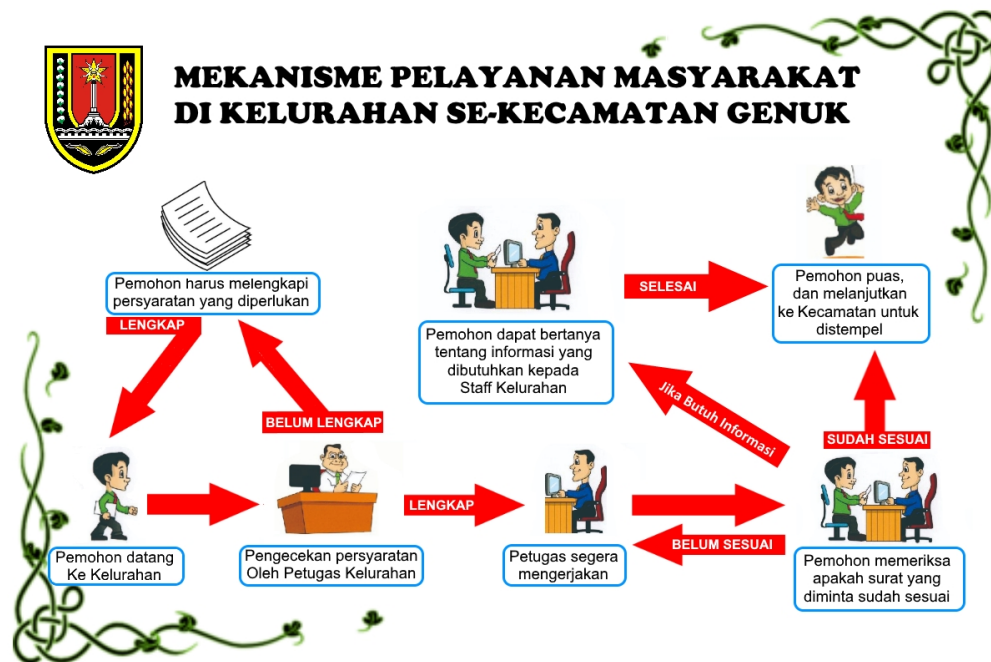 MEKANISME PELAYANAN MASYARAKAT
DI KELURAHAN SE-KECAMATAN GENUK
Pemohon harus melengkapi
persyaratan yang diperlukan
LENGKAP
BELUM LENGKAP
Pemohon datang
Ke Kelurahan
Pengecekan persyaratan
Oleh Petugas Kelurahan
LENGKAP
Petugas segera
mengerjakan
BELUM SESUAI
Pemohon memeriksa
apakah surat yang
diminta sudah sesuai
Jika Butuh Informasi
Pemohon dapat bertanya
tentang informasi yang
dibutuhkan kepada
Staff Kelurahan
SELESAI
SUDAH SESUAI
Pemohon puas,
dan melanjutkan
ke Kecamatan untuk
distempel